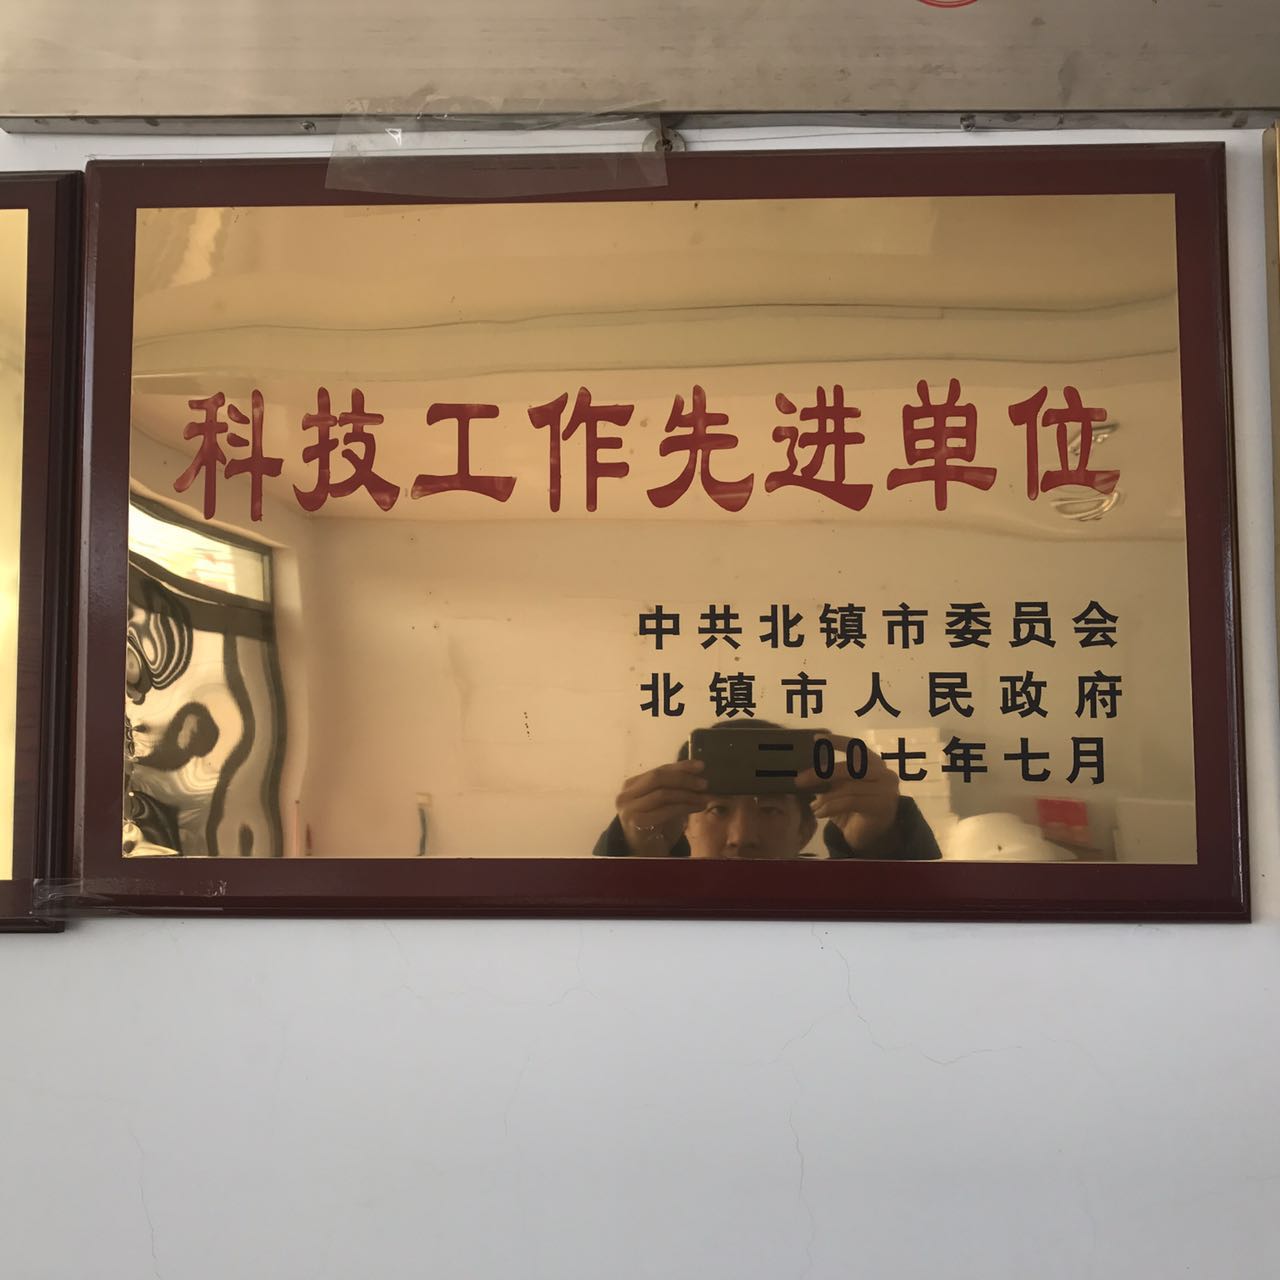 科技工作先进单位
中共北镇市委员会
北镇市人民政府
二00七年七月